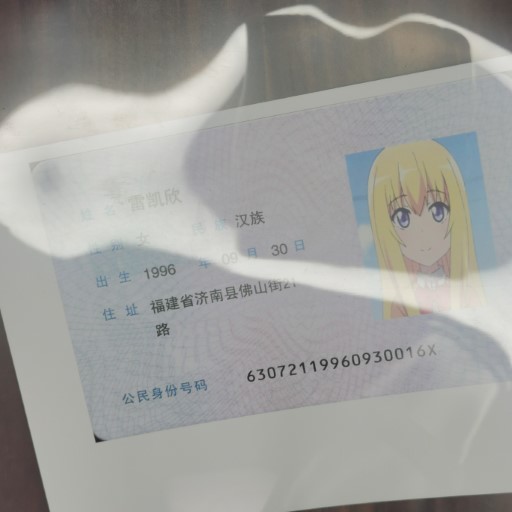 姓名 雷凯欣
性别 女 民族 汉族
出生 1996 年 09 月 30 日
住址 福建省济南县佛山街21
路
公民身份号码 63072119960930016X